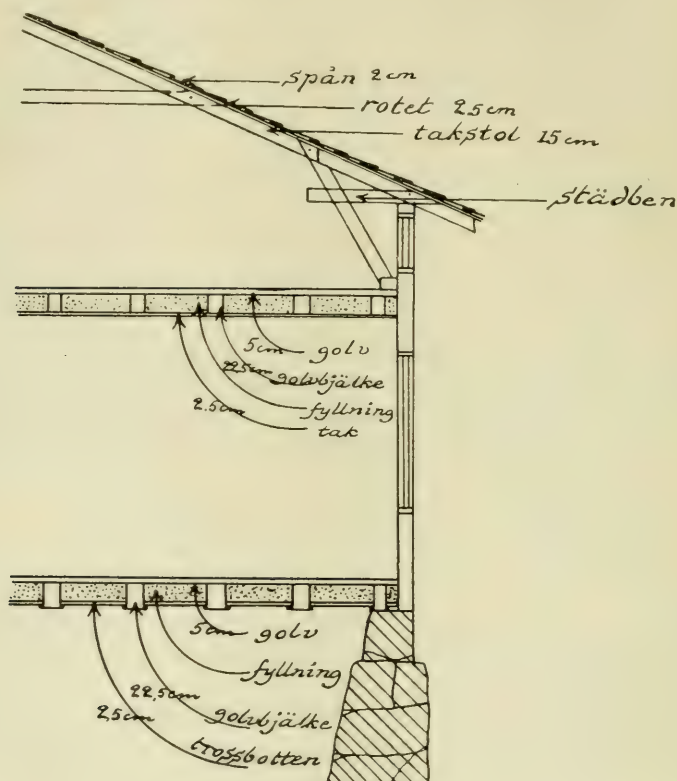 spån 2cm
rotet 2.5cm
takstol 15cm
städben
5cm golv
22,5cm golvbjälke
fyllning
2.5cm tak
5cm golv
fyllning
22,5cm golvbjälke
2,5cm trossbotten